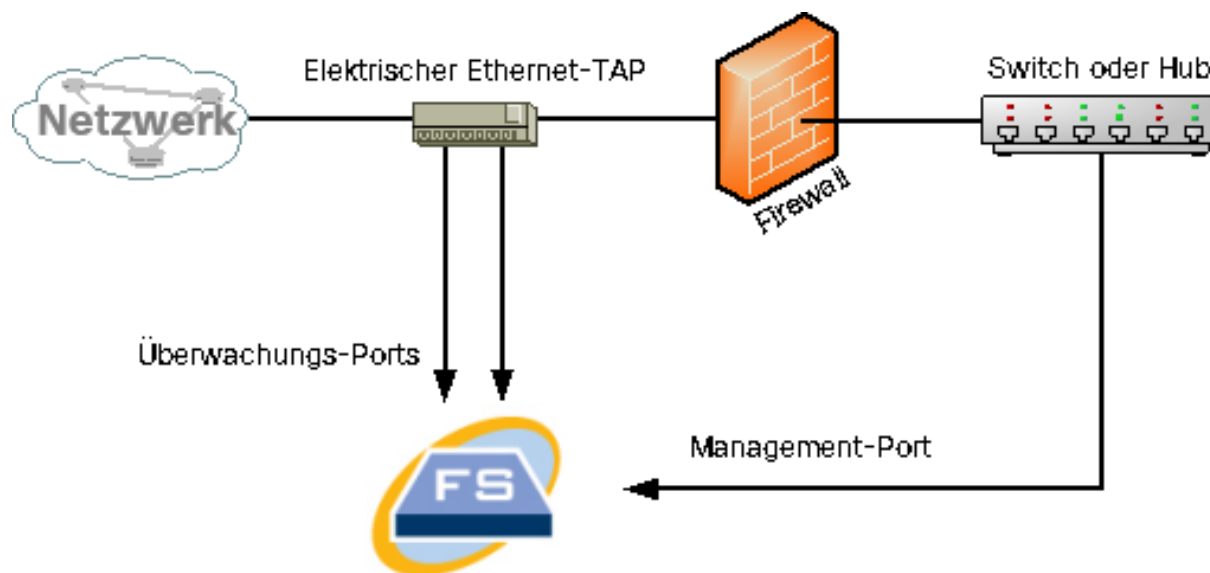 Elektrischer Ethernet-TAP
Switch oder Hub
Netzwerk
Firewall
Überwachungs-Ports
Management-Port
FS